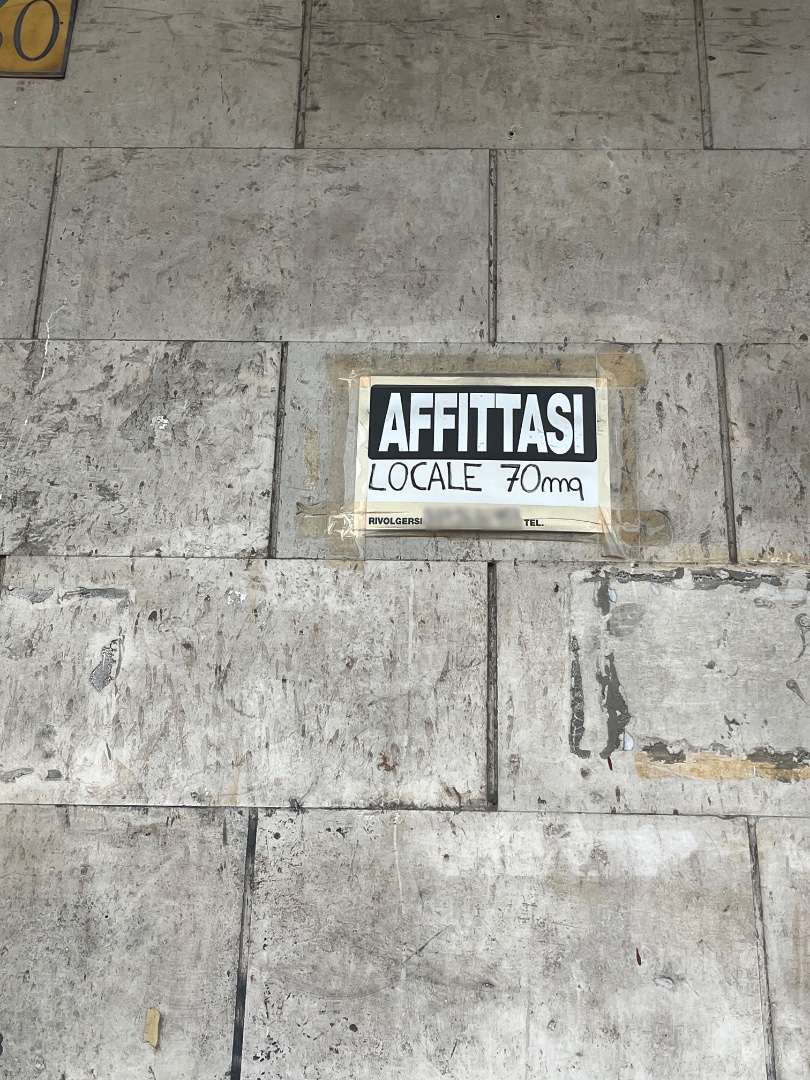 AFFITTASI
LOCALE 70mq
RIVOLGERSI TEL.